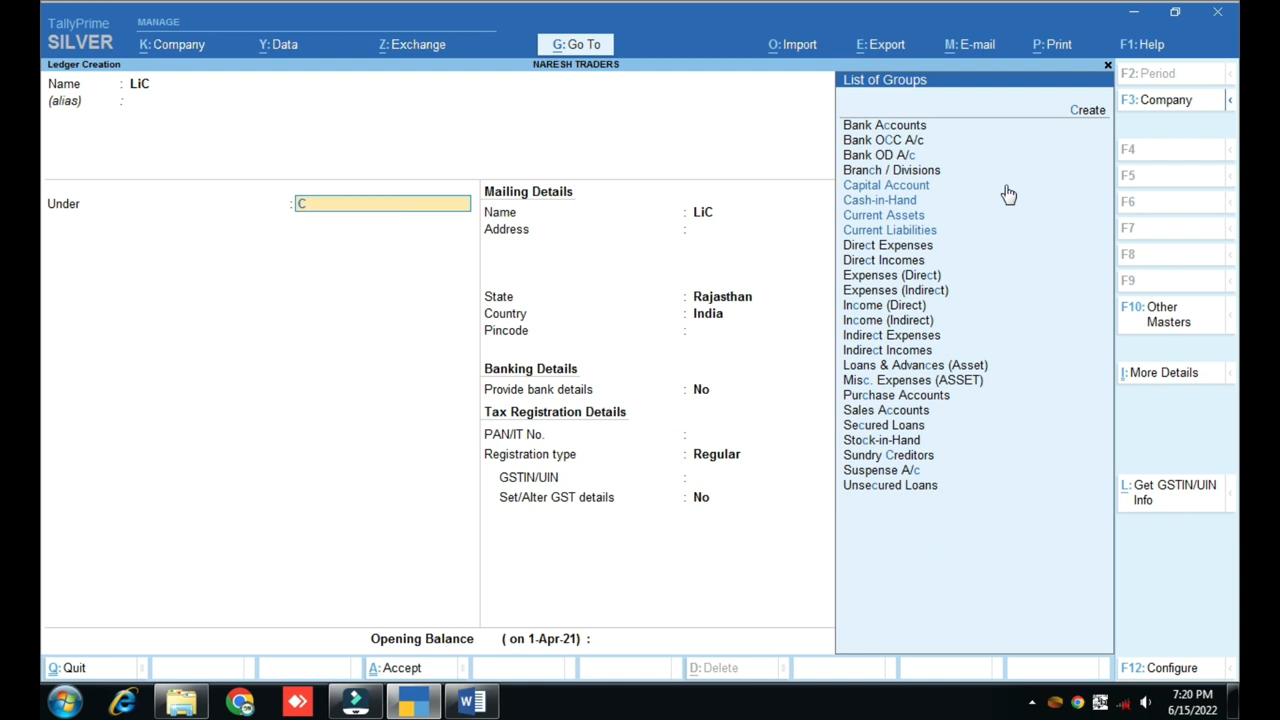 TallyPrime
MANAGE
SILVER
K: Company
Y: Data
Z: Exchange
G: Go To
O: Import
E: Export
M: E-mail
P: Print
F1: Help
Ledger Creation
NARESH TRADERS
Name : LiC
(alias) :
Under : C
Mailing Details
Name : LiC
Address :
State : Rajasthan
Country : India
Pincode :
Banking Details
Provide bank details : No
Tax Registration Details
PAN/IT No. :
Registration type : Regular
GSTIN/UIN :
Set/Alter GST details : No
Opening Balance ( on 1-Apr-21) :
List of Groups
Create
Bank Accounts
Bank OCC A/c
Bank OD A/c
Branch / Divisions
Capital Account
Cash-in-Hand
Current Assets
Current Liabilities
Direct Expenses
Direct Incomes
Expenses (Direct)
Expenses (Indirect)
Income (Direct)
Income (Indirect)
Indirect Expenses
Indirect Incomes
Loans & Advances (Asset)
Misc. Expenses (ASSET)
Purchase Accounts
Sales Accounts
Secured Loans
Stock-in-Hand
Sundry Creditors
Suspense A/c
Unsecured Loans
F2: Period
F3: Company
F4
F5
F6
F7
F8
F9
F10: Other
Masters
I: More Details
L: Get GSTIN/UIN
Info
Q: Quit
A: Accept
D: Delete
F12: Configure
7:20 PM
6/15/2022